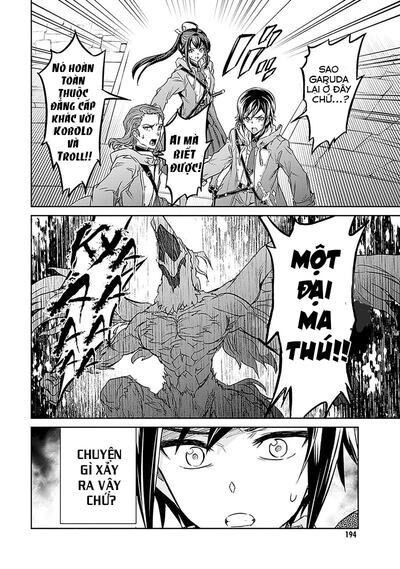 SAO
GARUDA
LẠI Ở ĐÂY
CHỨ...?
AI MÀ
BIẾT
ĐƯỢC!
NÓ HOÀN
TOÀN
THUỘC
ĐẲNG CẤP
KHÁC VỚI
KOBOLD
VÀ
TROLL!!
MỘT
ĐẠI
MA
THÚ!!
KYA
CHUYỆN
GÌ XẢY
RA VẬY
CHỨ?
194